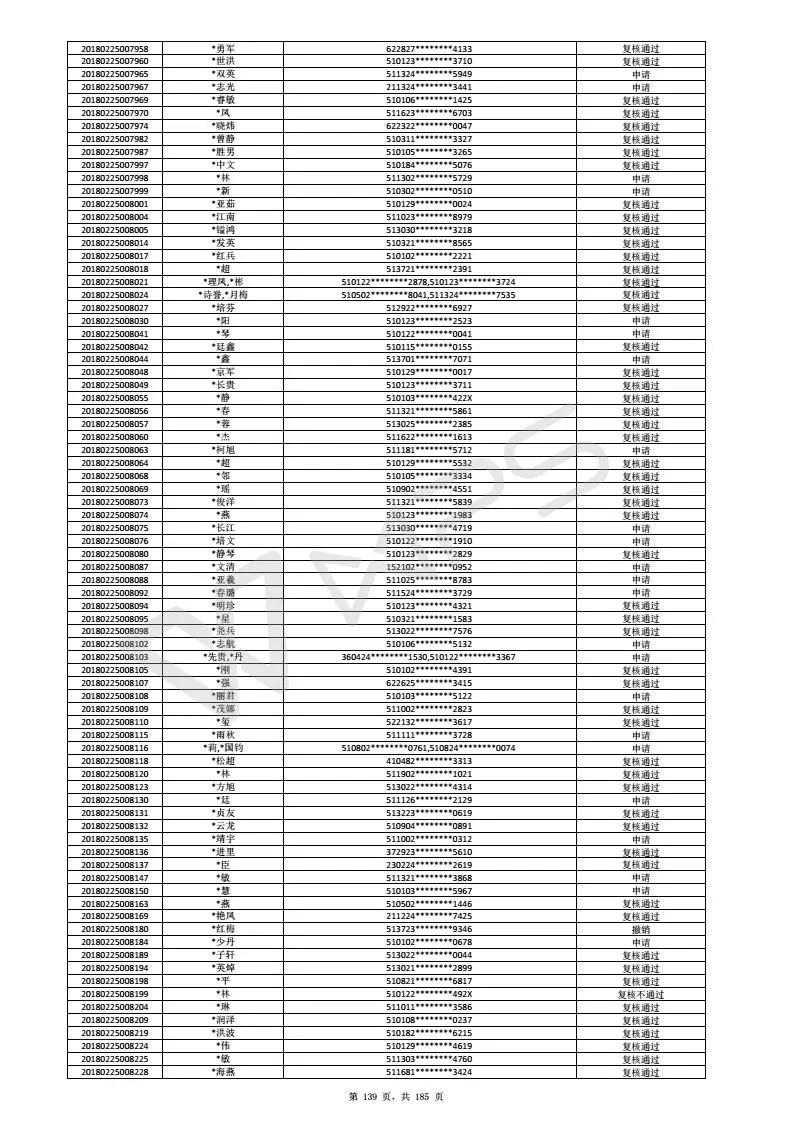 20180225007958 *勇军 622827********4133 复核通过
20180225007960 *世洪 510123********3710 复核通过
20180225007965 *双英 511324********5949 申请
20180225007967 *志光 211324********3441 申请
20180225007969 *睿敏 510106********1425 复核通过
20180225007970 *凤 511623********6703 复核通过
20180225007974 *晓炜 622322********0047 复核通过
20180225007982 *曾静 510311********3327 复核通过
20180225007987 *胜男 510105********3265 复核通过
20180225007997 *中文 510184********5076 复核通过
20180225007998 *林 511302********5729 申请
20180225007999 *新 510302********0510 申请
20180225008001 *亚茹 510129********0024 复核通过
20180225008004 *江南 511023********8979 复核通过
20180225008005 *镒鸿 513030********3218 复核通过
20180225008014 *发英 510321********8565 复核通过
20180225008017 *红兵 510102********2221 复核通过
20180225008018 *超 513721********2391 复核通过
20180225008021 *理凤,*彬 510122********2878,510123********3724 复核通过
20180225008024 *诗誉,*月梅 510502********8041,511324********7535 复核通过
20180225008027 *培芬 512922********6927 复核通过
20180225008030 *阳 510123********2523 申请
20180225008041 *琴 510122********0041 申请
20180225008042 *廷鑫 510115********0155 复核通过
20180225008044 *鑫 513701********7071 申请
20180225008048 *京军 510129********0017 复核通过
20180225008049 *长贵 510123********3711 复核通过
20180225008055 *静 510103********422X 复核通过
20180225008056 *春 511321********5861 复核通过
20180225008057 *蓉 513025********2385 复核通过
20180225008060 *杰 511622********1613 复核通过
20180225008063 *柯旭 511181********5712 申请
20180225008064 *超 510129********5532 复核通过
20180225008068 *邻 510105********3334 复核通过
20180225008069 *瑶 510902********4551 复核通过
20180225008073 *俊洋 511321********5839 复核通过
20180225008074 *燕 510123********1983 复核通过
20180225008075 *长江 513030********4719 申请
20180225008076 *培文 510122********1910 申请
20180225008080 *静琴 510123********2829 复核通过
20180225008087 *文清 152102********0952 申请
20180225008088 *亚羲 511025********8783 申请
20180225008092 *春璐 511524********3729 申请
20180225008094 *明珍 510123********4321 复核通过
20180225008095 *星 510321********1583 复核通过
20180225008098 *尧兵 513022********7576 复核通过
20180225008102 *志航 510106********5132 申请
20180225008103 *先贵,*丹 360424********1530,510122********3367 申请
20180225008105 *刚 510102********4391 复核通过
20180225008107 *强 622625********3415 复核通过
20180225008108 *丽君 510103********5122 申请
20180225008109 *茂娜 511002********2823 复核通过
20180225008110 *玺 522132********3617 复核通过
20180225008115 *雨秋 511111********3728 申请
20180225008116 *莉,*国钧 510802********0761,510824********0074 申请
20180225008118 *松超 410482********3313 复核通过
20180225008120 *林 511902********1021 复核通过
20180225008123 *方旭 513022********4314 复核通过
20180225008130 *廷 511126********2129 申请
20180225008131 *贞友 513223********0619 复核通过
20180225008132 *云龙 510904********0891 复核通过
20180225008135 *靖宇 511002********0312 申请
20180225008136 *进里 372923********5610 复核通过
20180225008137 *臣 230224********2619 复核通过
20180225008147 *敏 511321********3868 申请
20180225008150 *慧 510103********5967 申请
20180225008163 *燕 510502********1446 复核通过
20180225008169 *艳凤 211224********7425 复核通过
20180225008180 *红梅 513723********9346 撤销
20180225008184 *少丹 510102********0678 申请
20180225008189 *子轩 513022********0044 复核通过
20180225008194 *英焯 513021********2899 复核通过
20180225008198 *平 510821********6817 复核通过
20180225008199 *林 510122********492X 复核不通过
20180225008204 *琳 511011********3586 复核通过
20180225008209 *润洋 510108********0237 复核通过
20180225008219 *洪波 510182********6215 复核通过
20180225008224 *伟 510129********4619 复核通过
20180225008225 *敏 511303********4760 复核通过
20180225008228 *海燕 511681********3424 复核通过
第 139 页，共 185 页